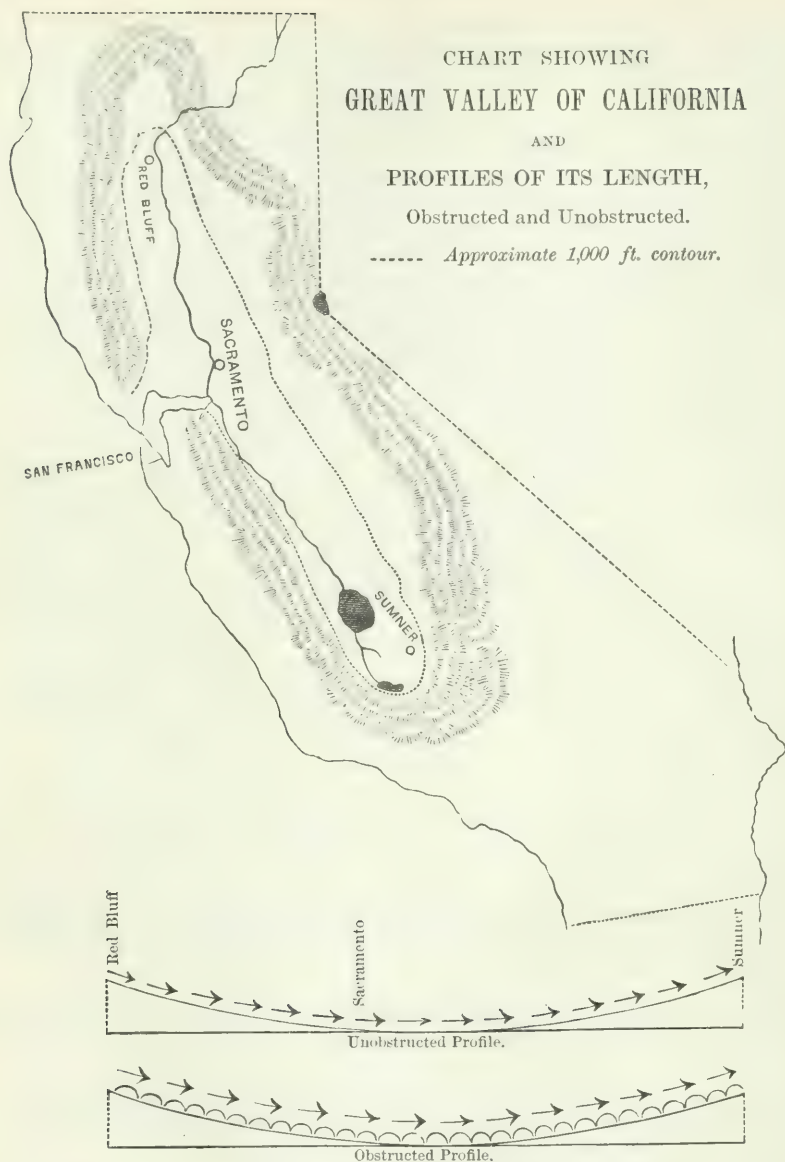 CHART SHOWING
GREAT VALLEY OF CALIFORNIA
AND
PROFILES OF ITS LENGTH,
Obstructed and Unobstructed.
Approximate 1,000 ft. contour.
RED BLUFF
SACRAMENTO
SAN FRANCISCO
SUMNER
Red Bluff
Sacramento
Sumner
Unobstructed Profile.
Obstructed Profile.